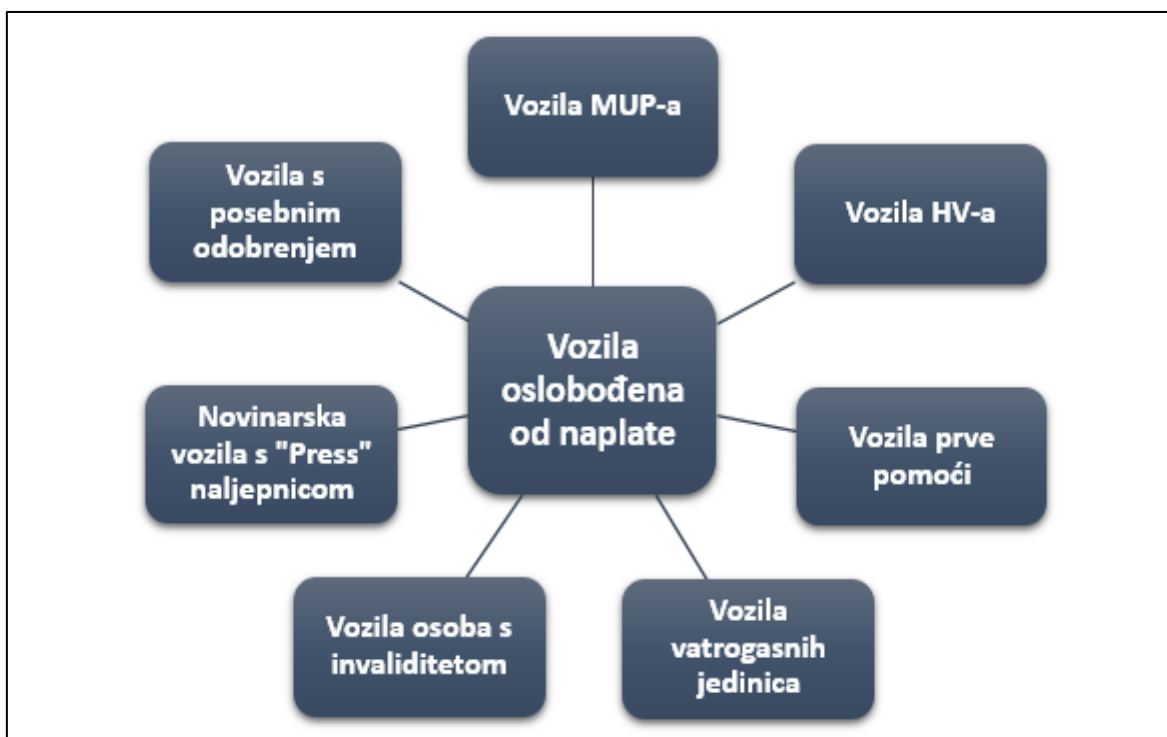 Vozila MUP-a
Vozila s
posebnim
odobrenjem
Vozila HV-a
Vozila
oslobođena
od naplate
Novinarska
vozila s "Press"
naljepnicom
Vozila prve
pomoći
Vozila osoba s
invaliditetom
Vozila
vatrogasnih
jedinica